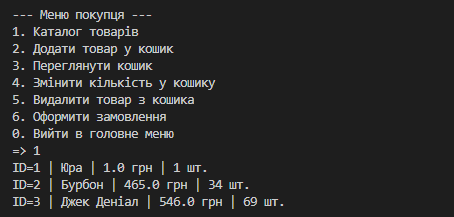 --- Меню покупця ---
1. Каталог товарів
2. Додати товар у кошик
3. Переглянути кошик
4. Змінити кількість у кошику
5. Видалити товар з кошика
6. Оформити замовлення
0. Вийти в головне меню
=> 1
ID=1 | Юра | 1.0 грн | 1 шт.
ID=2 | Бурбон | 465.0 грн | 34 шт.
ID=3 | Джек Деніал | 546.0 грн | 69 шт.